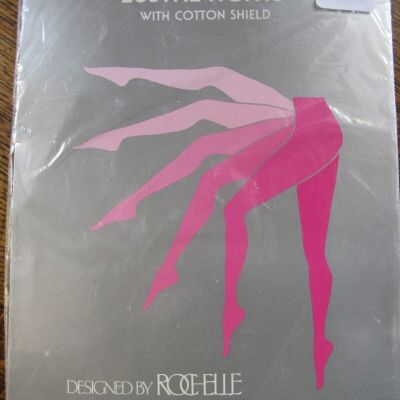 WITH COTTON SHIELD
DESIGNED BY ROCHELLE